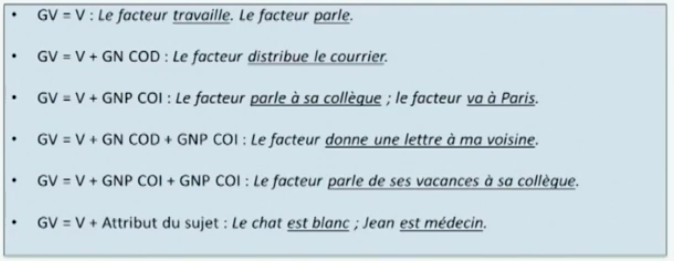 • GV = V : Le facteur travaille. Le facteur parle.
• GV = V + GN COD : Le facteur distribue le courrier.
• GV = V + GNP COI : Le facteur parle à sa collègue ; le facteur va à Paris.
• GV = V + GN COD + GNP COI : Le facteur donne une lettre à ma voisine.
• GV = V + GNP COI + GNP COI : Le facteur parle de ses vacances à sa collègue.
• GV = V + Attribut du sujet : Le chat est blanc ; Jean est médecin.